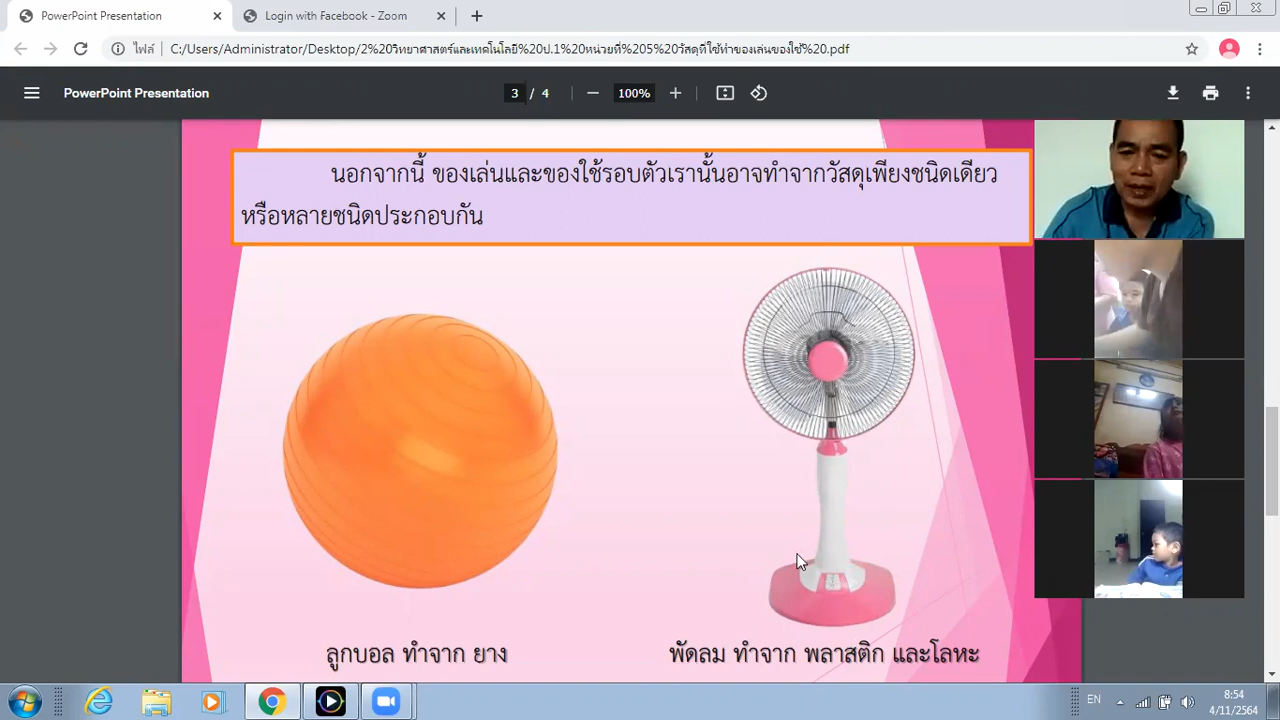 PowerPoint Presentation
Login with Facebook - Zoom
ไฟล์ C:/Users/Administrator/Desktop/2%20วิทยาศาสตร์และเทคโนโลยี%20ป.1%20หน่วยที่%205%20วัสดุที่ใช้ทำของเล่นของใช้%20.pdf
PowerPoint Presentation
3 / 4
100%
นอกจากนี้ ของเล่นและของใช้รอบตัวเรานั้นอาจทำจากวัสดุเพียงชนิดเดียว
หรือหลายชนิดประกอบกัน
ลูกบอล ทำจาก ยาง
พัดลม ทำจาก พลาสติก และโลหะ
EN
8:54
4/11/2564